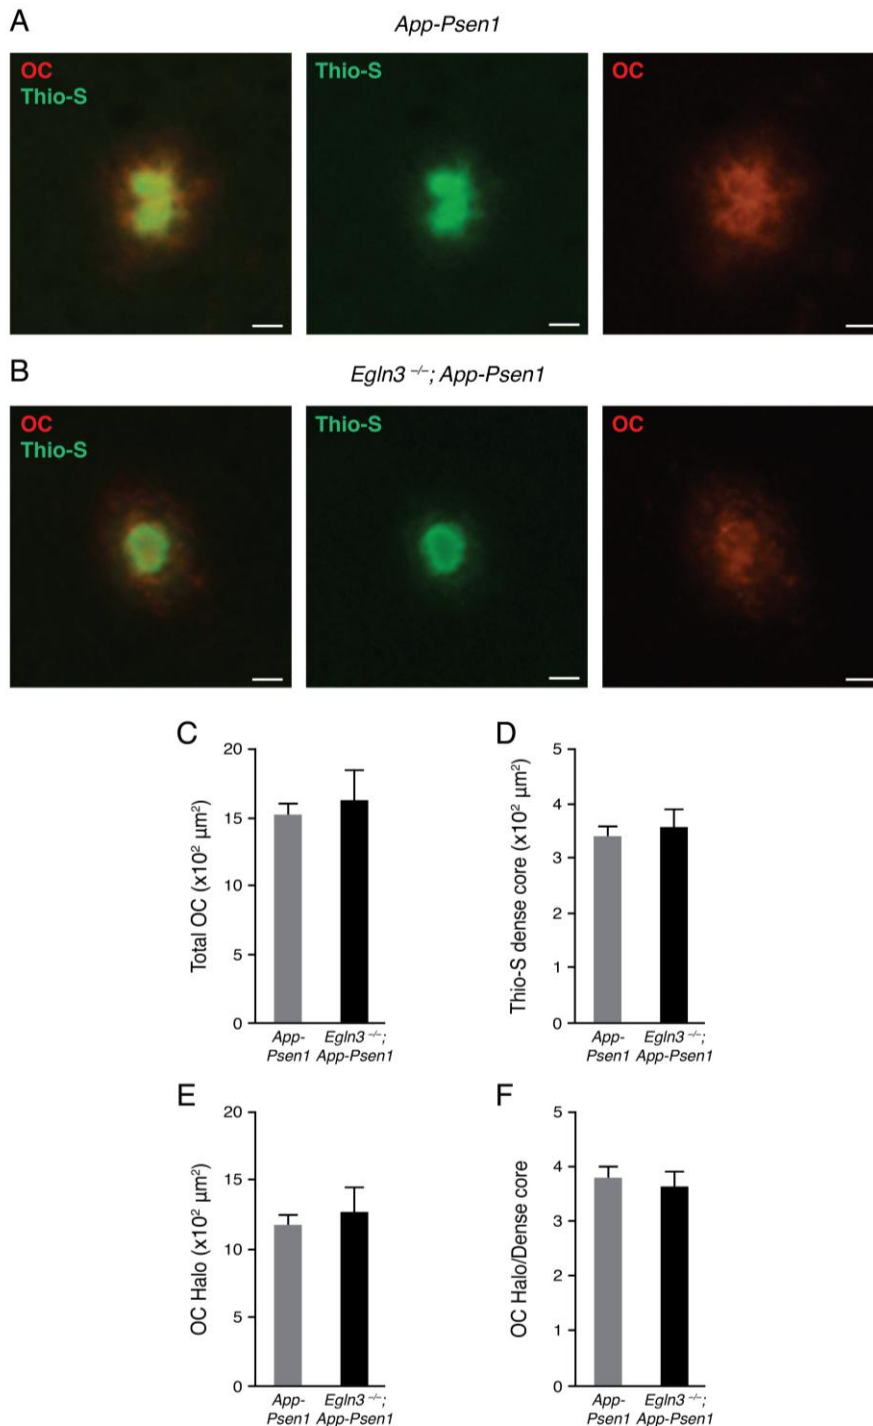 A
App-Psen1
OC
Thio-S
Thio-S
OC
B
Egln3 –/–; App-Psen1
OC
Thio-S
Thio-S
OC
C
20
15
10
5
0
Total OC (x10² µm²)
App-
Psen1
Egln3 –/–;
App-Psen1
D
5
4
3
2
1
0
Thio-S dense core (x10² µm²)
App-
Psen1
Egln3 –/–;
App-Psen1
E
20
15
10
5
0
OC Halo (x10² µm²)
App-
Psen1
Egln3 –/–;
App-Psen1
F
5
4
3
2
1
0
OC Halo/Dense core
App-
Psen1
Egln3 –/–;
App-Psen1